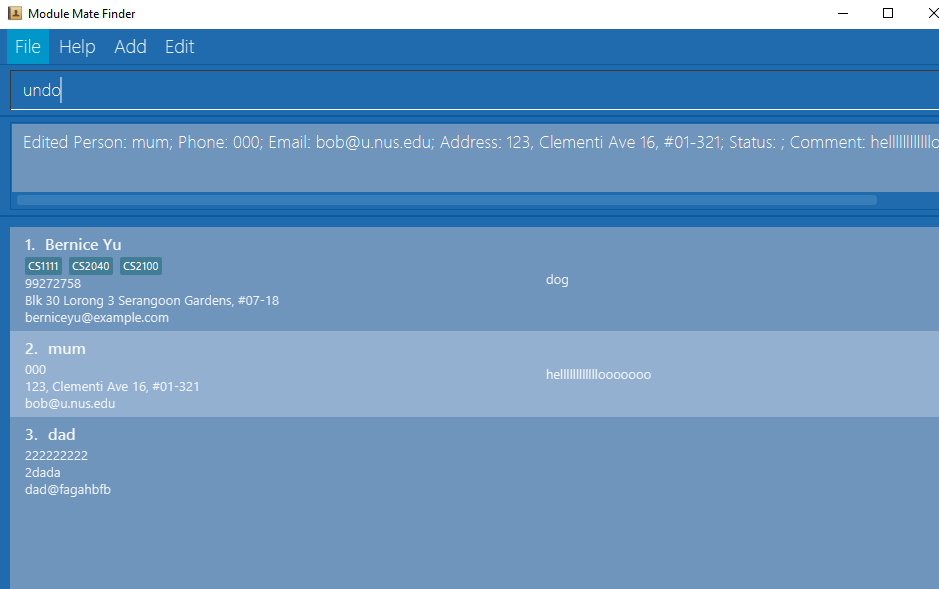 Module Mate Finder
File Help Add Edit
undo
Edited Person: mum; Phone: 000; Email: bob@u.nus.edu; Address: 123, Clementi Ave 16, #01-321; Status: ; Comment: hellllllllllllo
1. Bernice Yu
CS1111 CS2040 CS2100
99272758
dog
Blk 30 Lorong 3 Serangoon Gardens, #07-18
berniceyu@example.com
2. mum
000
hellllllllllllooooooo
123, Clementi Ave 16, #01-321
bob@u.nus.edu
3. dad
222222222
2dada
dad@fagahbfb